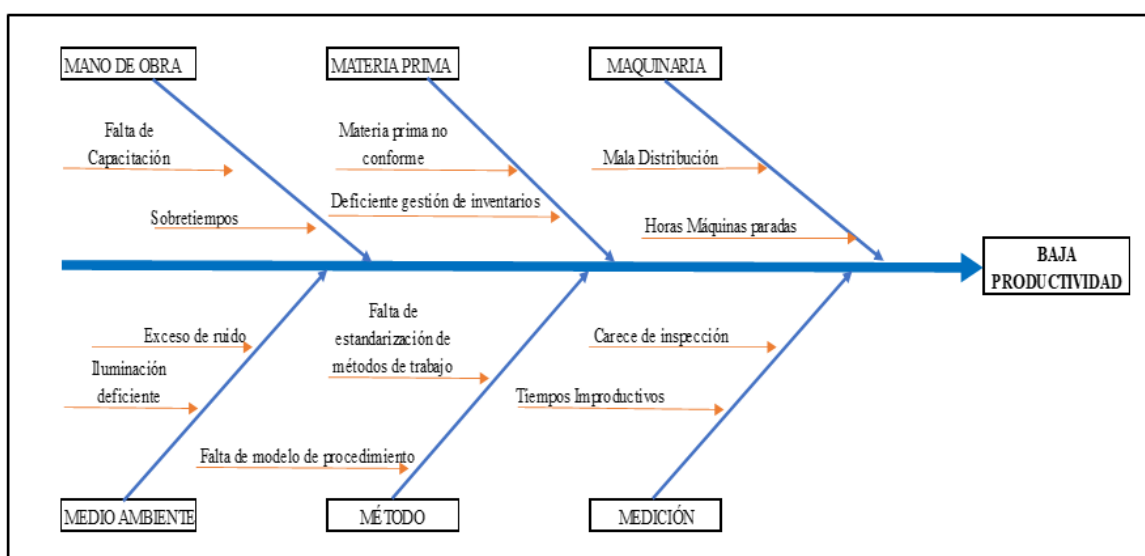 MANO DE OBRA
MATERIA PRIMA
MAQUINARIA
Falta de
Capacitación
Sobretiempos
Materia prima no
conforme
Deficiente gestión de inventarios
Mala Distribución
Horas Máquinas paradas
BAJA
PRODUCTIVIDAD
Exceso de ruido
Iluminación
deficiente
Falta de
estandarización de
métodos de trabajo
Falta de modelo de procedimiento
Carece de inspección
Tiempos Improductivos
MEDIO AMBIENTE
MÉTODO
MEDICIÓN